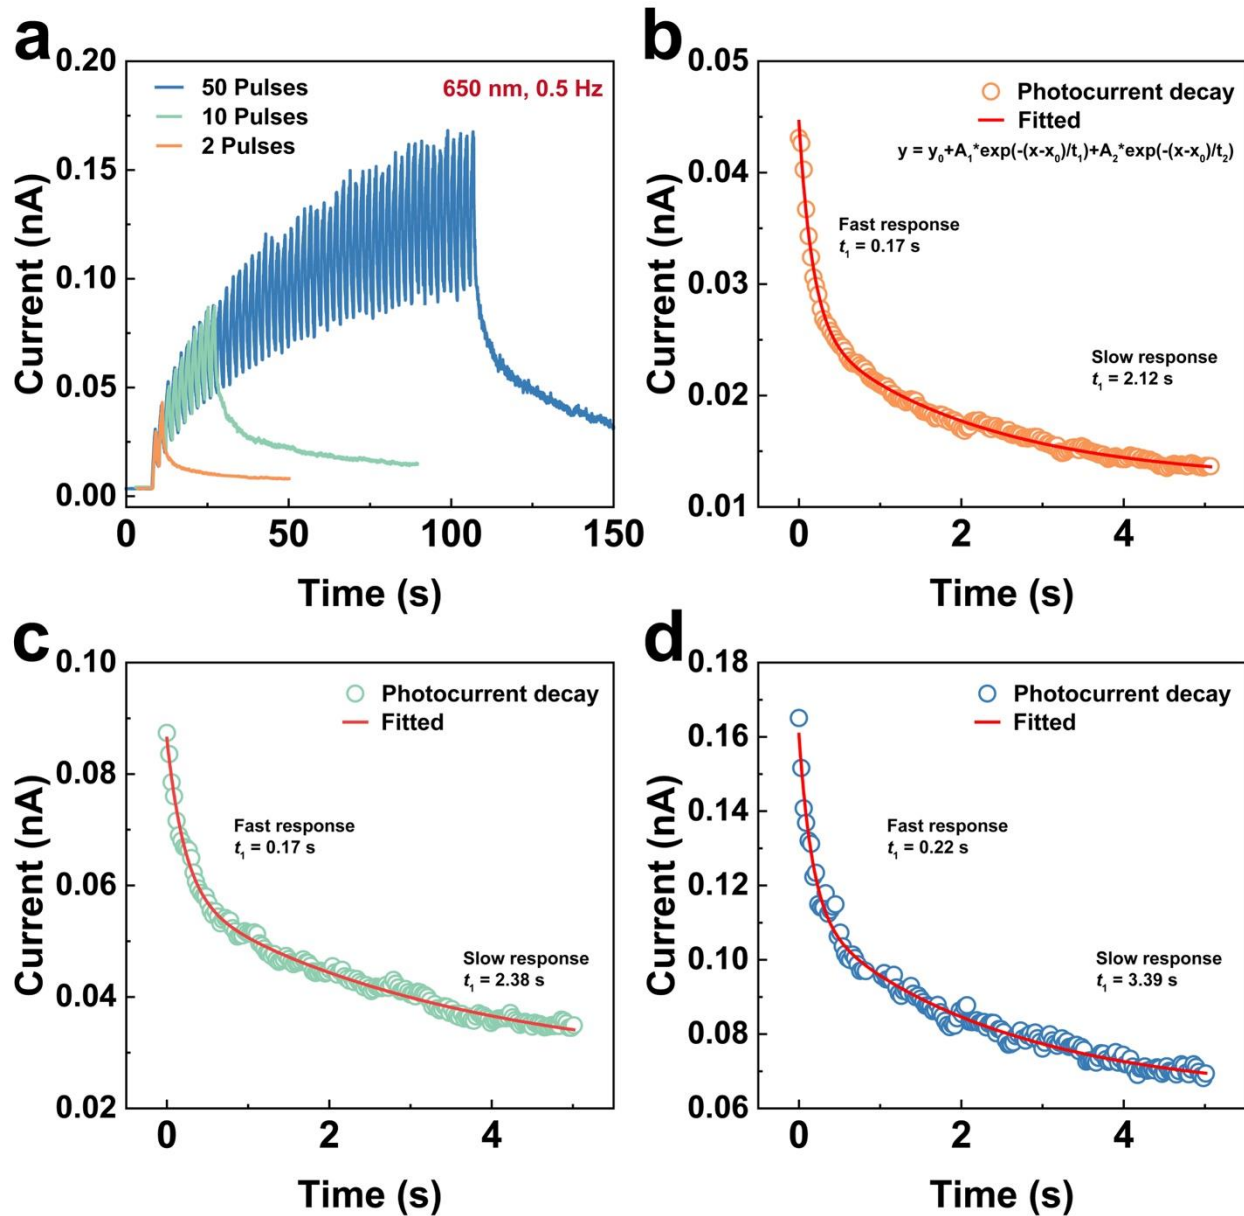 a
0.20
0.15
0.10
0.05
0.00
Current (nA)
50 Pulses
10 Pulses
2 Pulses
650 nm, 0.5 Hz
0
50
100
150
Time (s)
b
0.05
0.04
0.03
0.02
0.01
Current (nA)
Photocurrent decay
Fitted
y = y₀+A₁*exp(-(x-x₀)/t₁)+A₂*exp(-(x-x₀)/t₂)
Fast response
t₁ = 0.17 s
Slow response
t₁ = 2.12 s
0
2
4
Time (s)
c
0.10
0.08
0.06
0.04
0.02
Current (nA)
Photocurrent decay
Fitted
Fast response
t₁ = 0.17 s
Slow response
t₁ = 2.38 s
0
2
4
Time (s)
d
0.18
0.16
0.14
0.12
0.10
0.08
0.06
Current (nA)
Photocurrent decay
Fitted
Fast response
t₁ = 0.22 s
Slow response
t₁ = 3.39 s
0
2
4
Time (s)